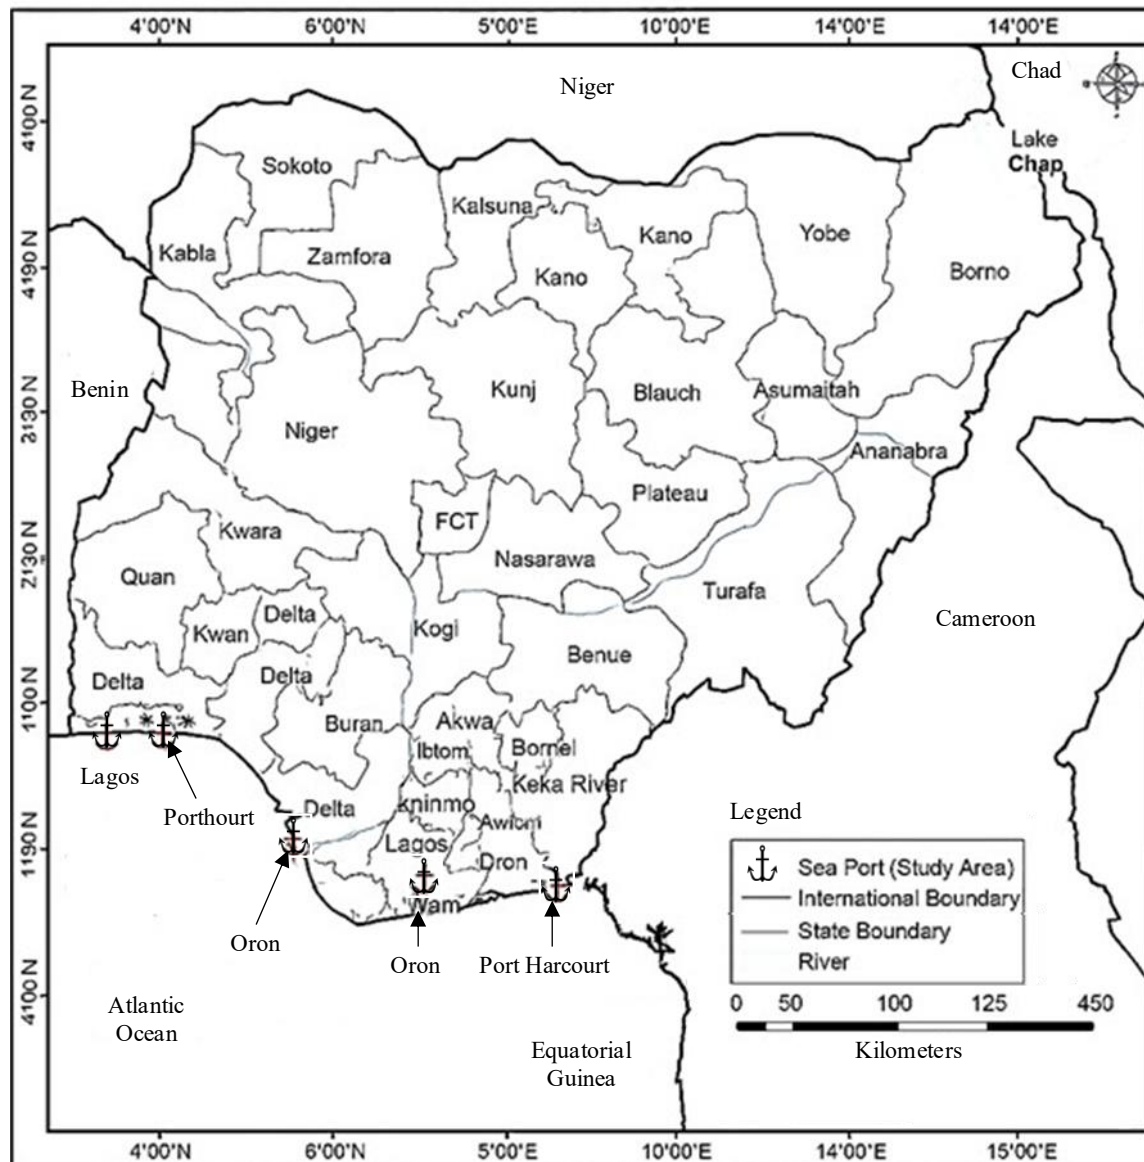 4'00'N 6'00'N 5'00'E 10'00'E 14'00'E 14'00'E
4100 N
4190 N
2130 N
1100 N
1190 N
4100 N
Niger
Chad
Lake
Chap
Sokoto
Kalsuna
Kabla
Zamfora
Kano
Kano
Yobe
Borno
Benin
Niger
Kunj
Blauch
Asumaitah
Ananabra
Plateau
FCT
Kwara
Nasarawa
Quan
Turafa
Cameroon
Kwan
Delta
Kogi
Benue
Delta
Delta
Buran
Akwa
Ibtom
Bornel
Keka River
Lagos
Porthourt
Delta
kninmo
Lagos
Dron
Wam
Oron
Oron
Port Harcourt
Atlantic
Ocean
Equatorial
Guinea
Legend
Sea Port (Study Area)
International Boundary
State Boundary
River
0 50 100 125 450
Kilometers
4'00'N 6'00'N 5'00'E 10'00'E 14'00'E 15'00'E